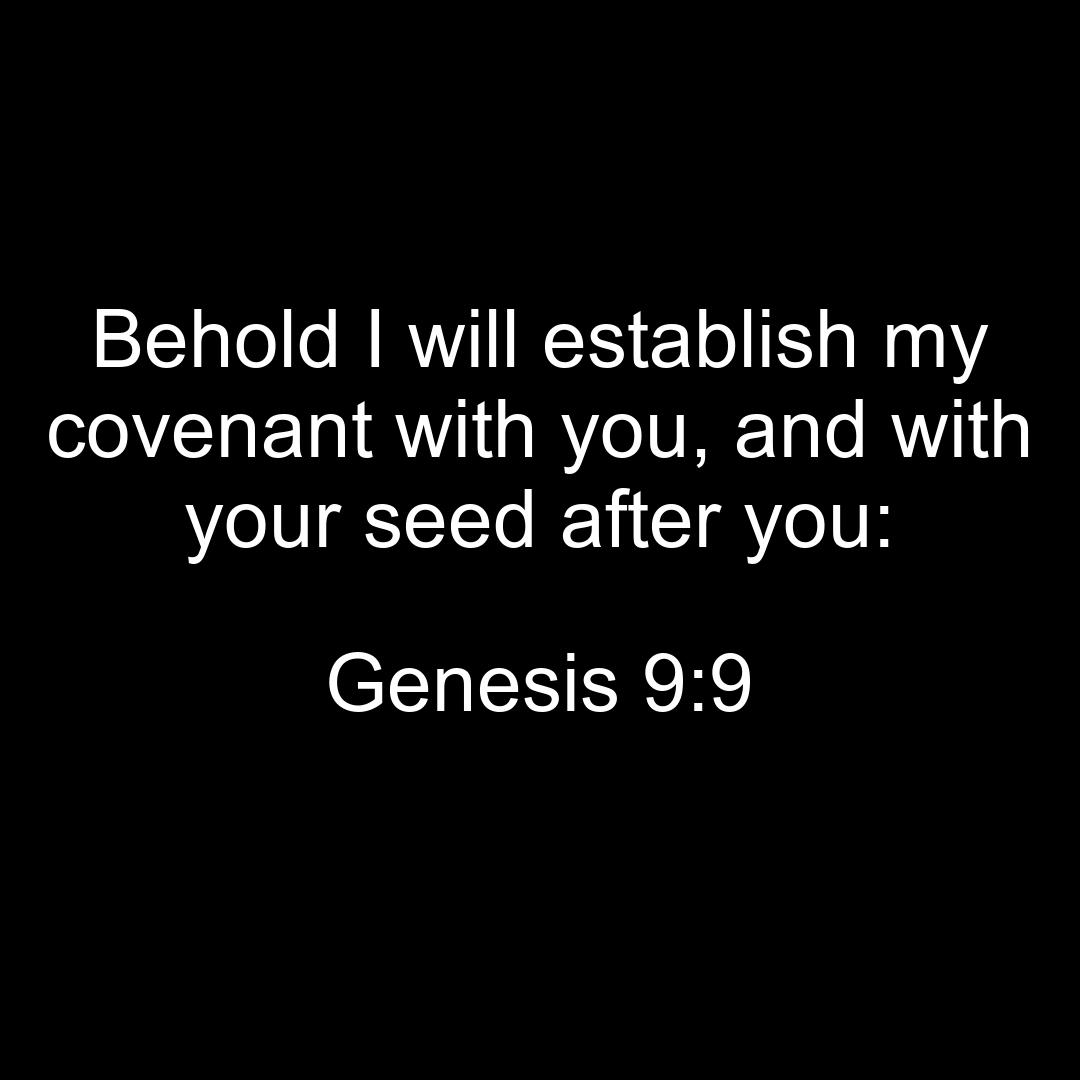 Behold I will establish my
covenant with you, and with
your seed after you:
Genesis 9:9